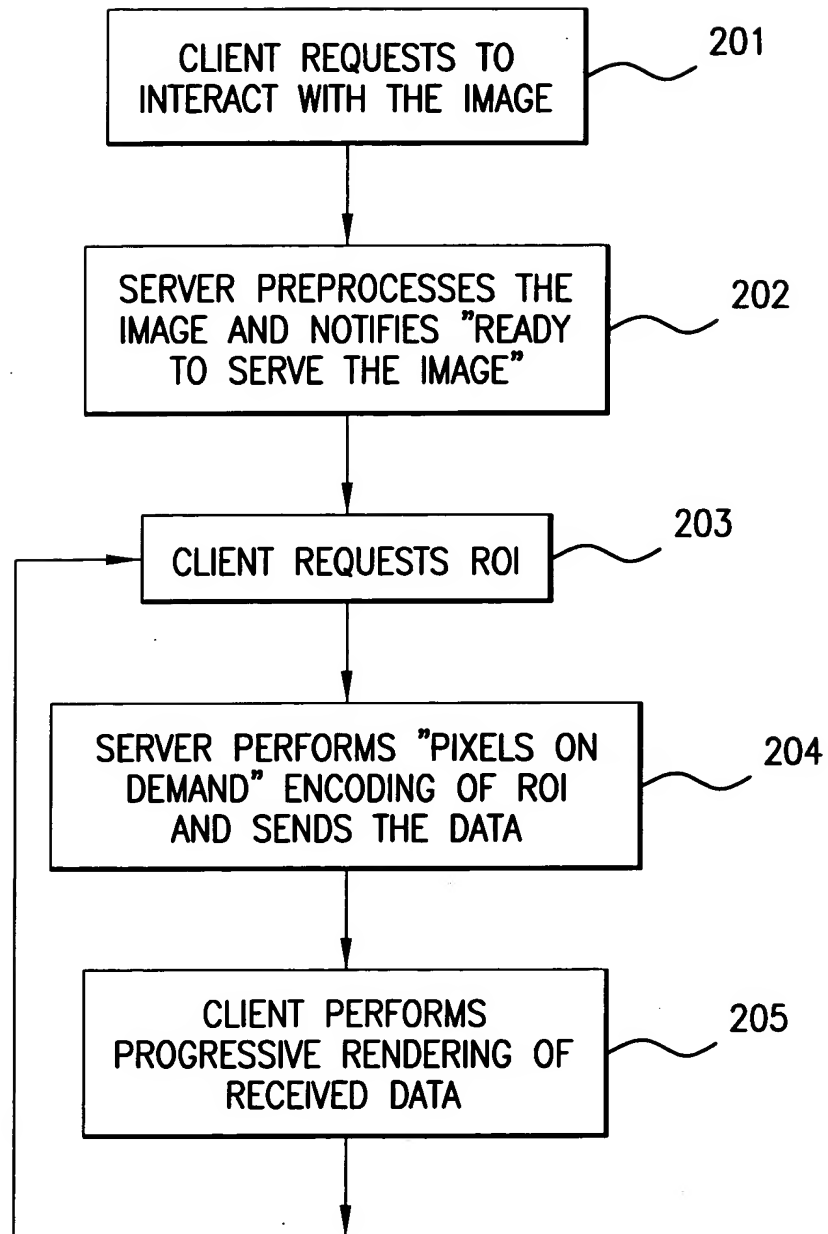 CLIENT REQUESTS TO
INTERACT WITH THE IMAGE
201
SERVER PREPROCESSES THE
IMAGE AND NOTIFIES "READY
TO SERVE THE IMAGE"
202
CLIENT REQUESTS ROI
203
SERVER PERFORMS "PIXELS ON
DEMAND" ENCODING OF ROI
AND SENDS THE DATA
204
CLIENT PERFORMS
PROGRESSIVE RENDERING OF
RECEIVED DATA
205